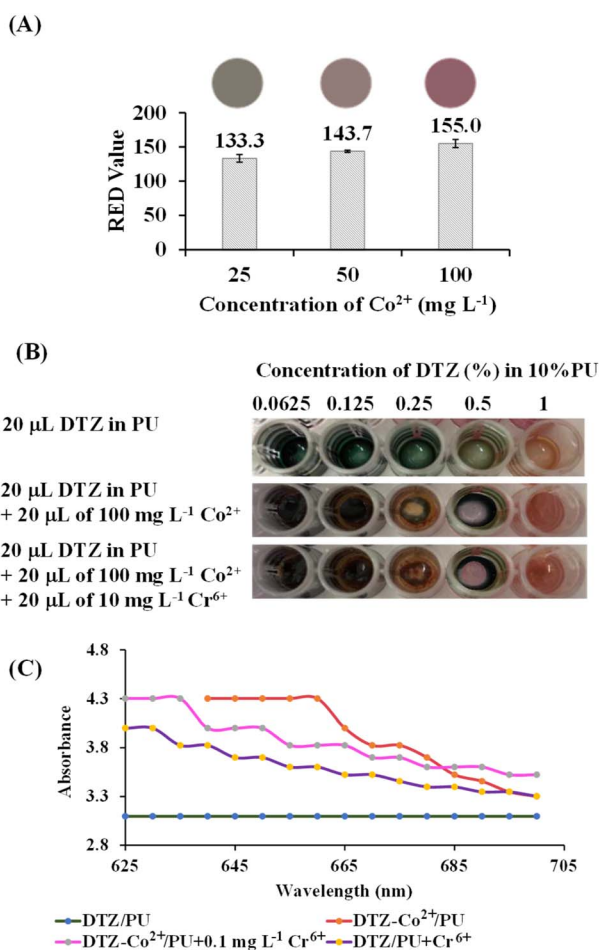 (A)
133.3 143.7 155.0
200
150
100
50
0
RED Value
25 50 100
Concentration of Co²⁺ (mg L⁻¹)
(B)
Concentration of DTZ (%) in 10%PU
0.0625 0.125 0.25 0.5 1
20 μL DTZ in PU
20 μL DTZ in PU
+ 20 μL of 100 mg L⁻¹ Co²⁺
20 μL DTZ in PU
+ 20 μL of 100 mg L⁻¹ Co²⁺
+ 20 μL of 10 mg L⁻¹ Cr⁶⁺
(C)
4.8
4.3
3.8
3.3
2.8
Absorbance
625 645 665 685 705
Wavelength (nm)
DTZ/PU DTZ-Co²⁺/PU
DTZ-Co²⁺/PU+0.1 mg L⁻¹ Cr⁶⁺ DTZ/PU+Cr⁶⁺